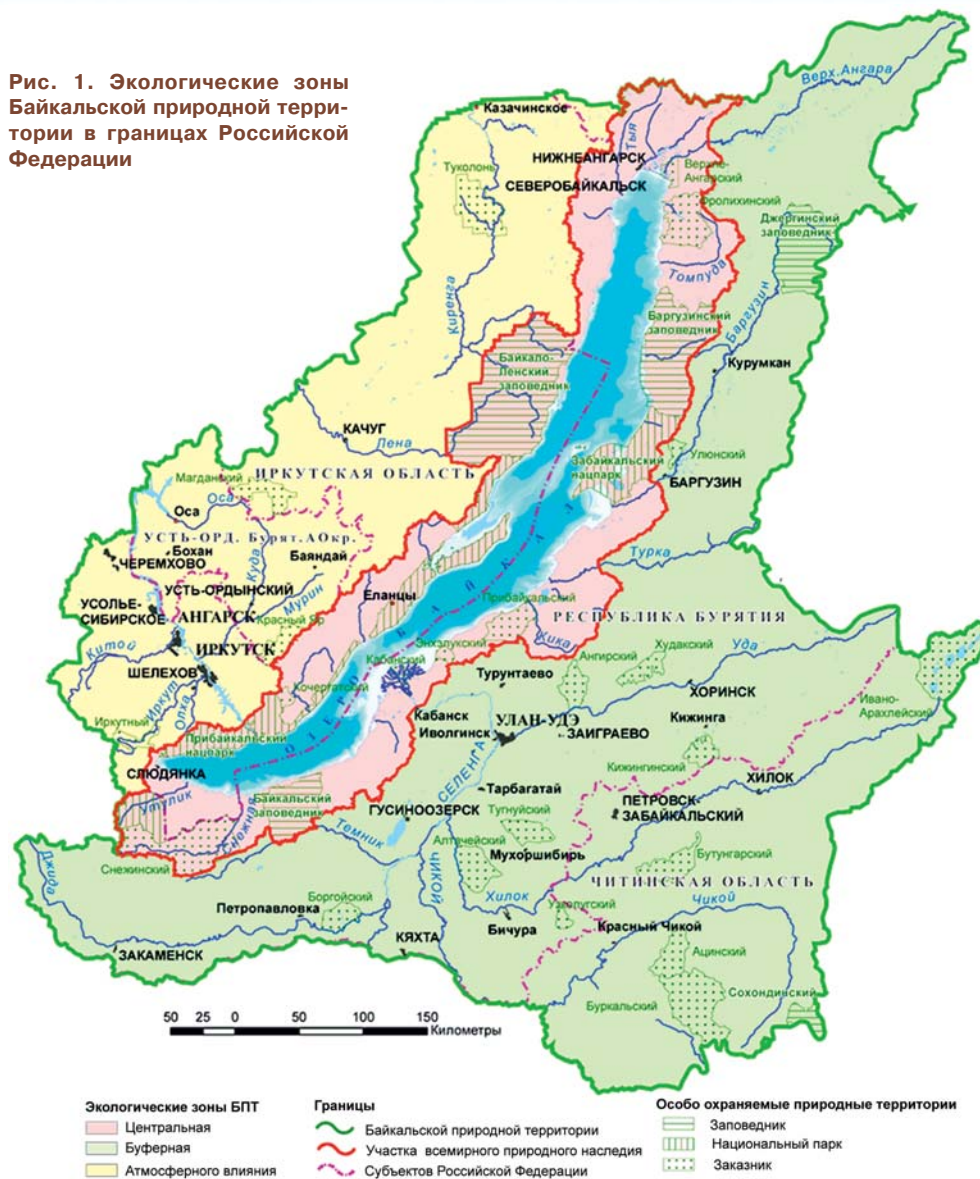 Рис. 1. Экологические зоны
Байкальской природной терри-
тории в границах Российской
Федерации
Верх.Ангара
Казачинское
Тыя
НИЖНБАНГАРСК
Верхне-
Ангарский
Туколонь
СЕВЕРОБАЙКАЛЬСК
Фролихинский
Джергинский
заповедник
Томпуда
Киренга
Баргузин
Баргузинский
заповедник
Байкало-
Ленский
заповедник
Курумкан
КАЧУГ
Лена
Забайкальский
нацпарк
Улюнский
БАРГУЗИН
ИРКУТСКАЯ ОБЛАСТЬ
Магданский
Оса
Оса
УСТЬ-ОРД. Бурят.АОкр.
Бохан
Баяндай
ЧЕРЕМХОВО
Куда
Турка
УСТЬ-ОРДЫНСКИЙ
Мурин
Еланцы
Прибайкальский
РЕСПУБЛИКА БУРЯТИЯ
УСОЛЬЕ-
СИБИРСКОЕ
АНГАРСК
Красный Яр
Энхэлукский
Кика
Китой
ИРКУТСК
Кабанский
Ангирский
Худакский
Уда
ШЕЛЕХОВ
Турунтаево
ХОРИНСК
Кочергатский
Иркут
Олха
Иркутный
Кабанск
Иволгинск
УЛАН-УДЭ
ЗАИГРАЕВО
Кижинга
Ивано-
Арахлейский
Прибайкальский
нацпарк
ОЗЕРО БАЙКАЛ
СЛЮДЯНКА
СЕЛЕНГА
Кижингинский
ХИЛОК
Утулик
Снежная
Байкальский
заповедник
Тарбагатай
ПЕТРОВСК-
ЗАБАЙКАЛЬСКИЙ
ГУСИНООЗЕРСК
Тугнуйский
Темник
Алтачейский
Мухоршибирь
Бутунгарский
Снежинский
Джида
ЧИКОЙ
ЧИТИНСКАЯ ОБЛАСТЬ
Боргойский
Хилок
Чикой
Петропавловка
Бичура
Красный Чикой
КЯХТА
ЗАКАМЕНСК
Ацинский
Сохондинский
Буркальский
50 25 0 50 100 150
Километры
Экологические зоны БПТ
Центральная
Буферная
Атмосферного влияния
Границы
Байкальской природной территории
Участка всемирного природного наследия
Субъектов Российской Федерации
Особо охраняемые природные территории
Заповедник
Национальный парк
Заказник